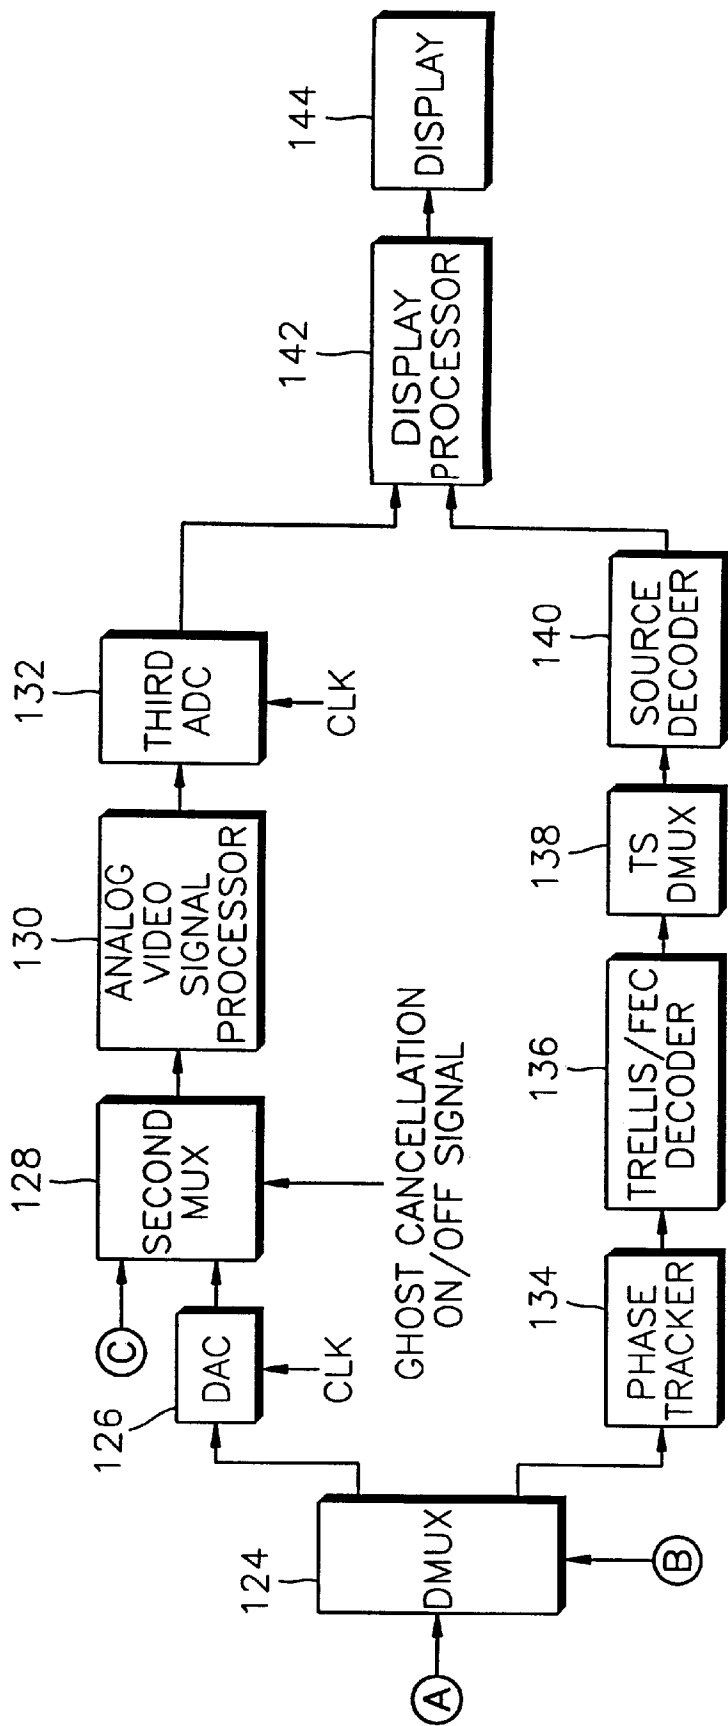 A
124
DMUX
B
126
DAC
CLK
C
128
SECOND
MUX
GHOST CANCELLATION
ON/OFF SIGNAL
130
ANALOG
VIDEO
SIGNAL
PROCESSOR
132
THIRD
ADC
CLK
134
PHASE
TRACKER
136
TRELLIS/FEC
DECODER
138
TS
DMUX
140
SOURCE
DECODER
142
DISPLAY
PROCESSOR
144
DISPLAY